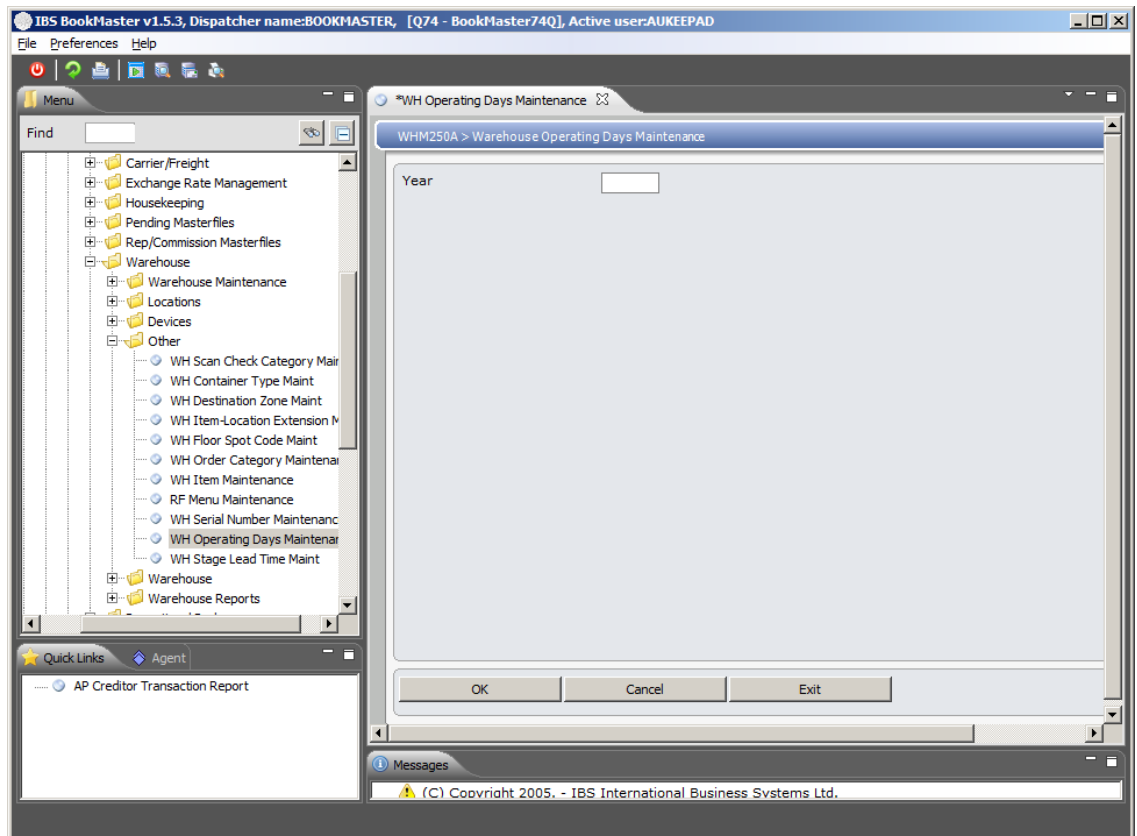 IBS BookMaster v1.5.3, Dispatcher name:BOOKMASTER, [Q74 - BookMaster74Q], Active user:AUKEEPAD
File Preferences Help
Menu
Find
Carrier/Freight
Exchange Rate Management
Housekeeping
Pending Masterfiles
Rep/Commission Masterfiles
Warehouse
Warehouse Maintenance
Locations
Devices
Other
WH Scan Check Category Mair
WH Container Type Maint
WH Destination Zone Maint
WH Item-Location Extension M
WH Floor Spot Code Maint
WH Order Category Maintenar
WH Item Maintenance
RF Menu Maintenance
WH Serial Number Maintenanc
WH Operating Days Maintenar
WH Stage Lead Time Maint
Warehouse
Warehouse Reports
Quick Links Agent
AP Creditor Transaction Report
*WH Operating Days Maintenance
WHM250A > Warehouse Operating Days Maintenance
Year
OK Cancel Exit
Messages
(C) Copyright 2005. - IBS International Business Systems Ltd.